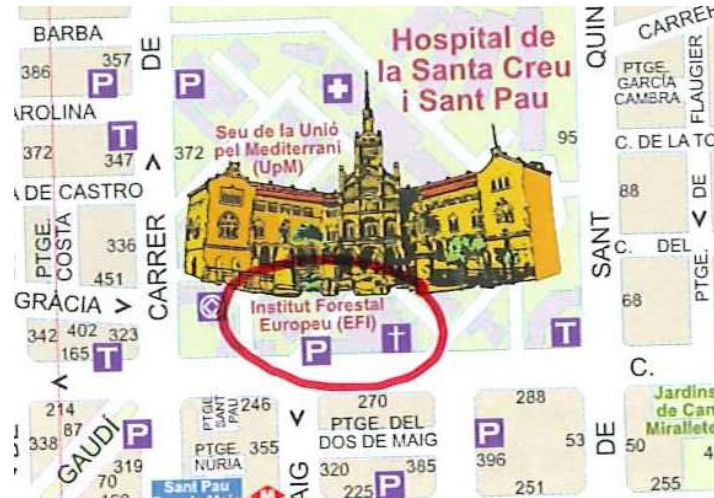 BARBA
386
357
P
DE
P
Hospital de
la Santa Creu
i Sant Pau
QUIN
CARRER
PTGE.
GARCÍA
CAMBRA
FLAUGIER
AROLINA
T
372
347
>
372
Seu de la Unió
pel Mediterrani
(UpM)
95
C. DE LA TO
A DE CASTRO
88
DE
PTGE.
COSTA
336
451
CARRER
SANT
C. DEL
PTGE.
GRÀCIA >
68
Institut Forestal
Europeu (EFI)
342 402 323
165 T
P
T
C.
214
87
338
GAUDÍ
P
319
70
PTGE.
SANT
PAU
246
PTGE.
NÚRIA
355
Sant Pau
270
PTGE. DEL
DOS DE MAIG
320
385
225 P
AIG
288
P
396
53
251
DE
Jardins
de Can
Mirallete
50
4
255